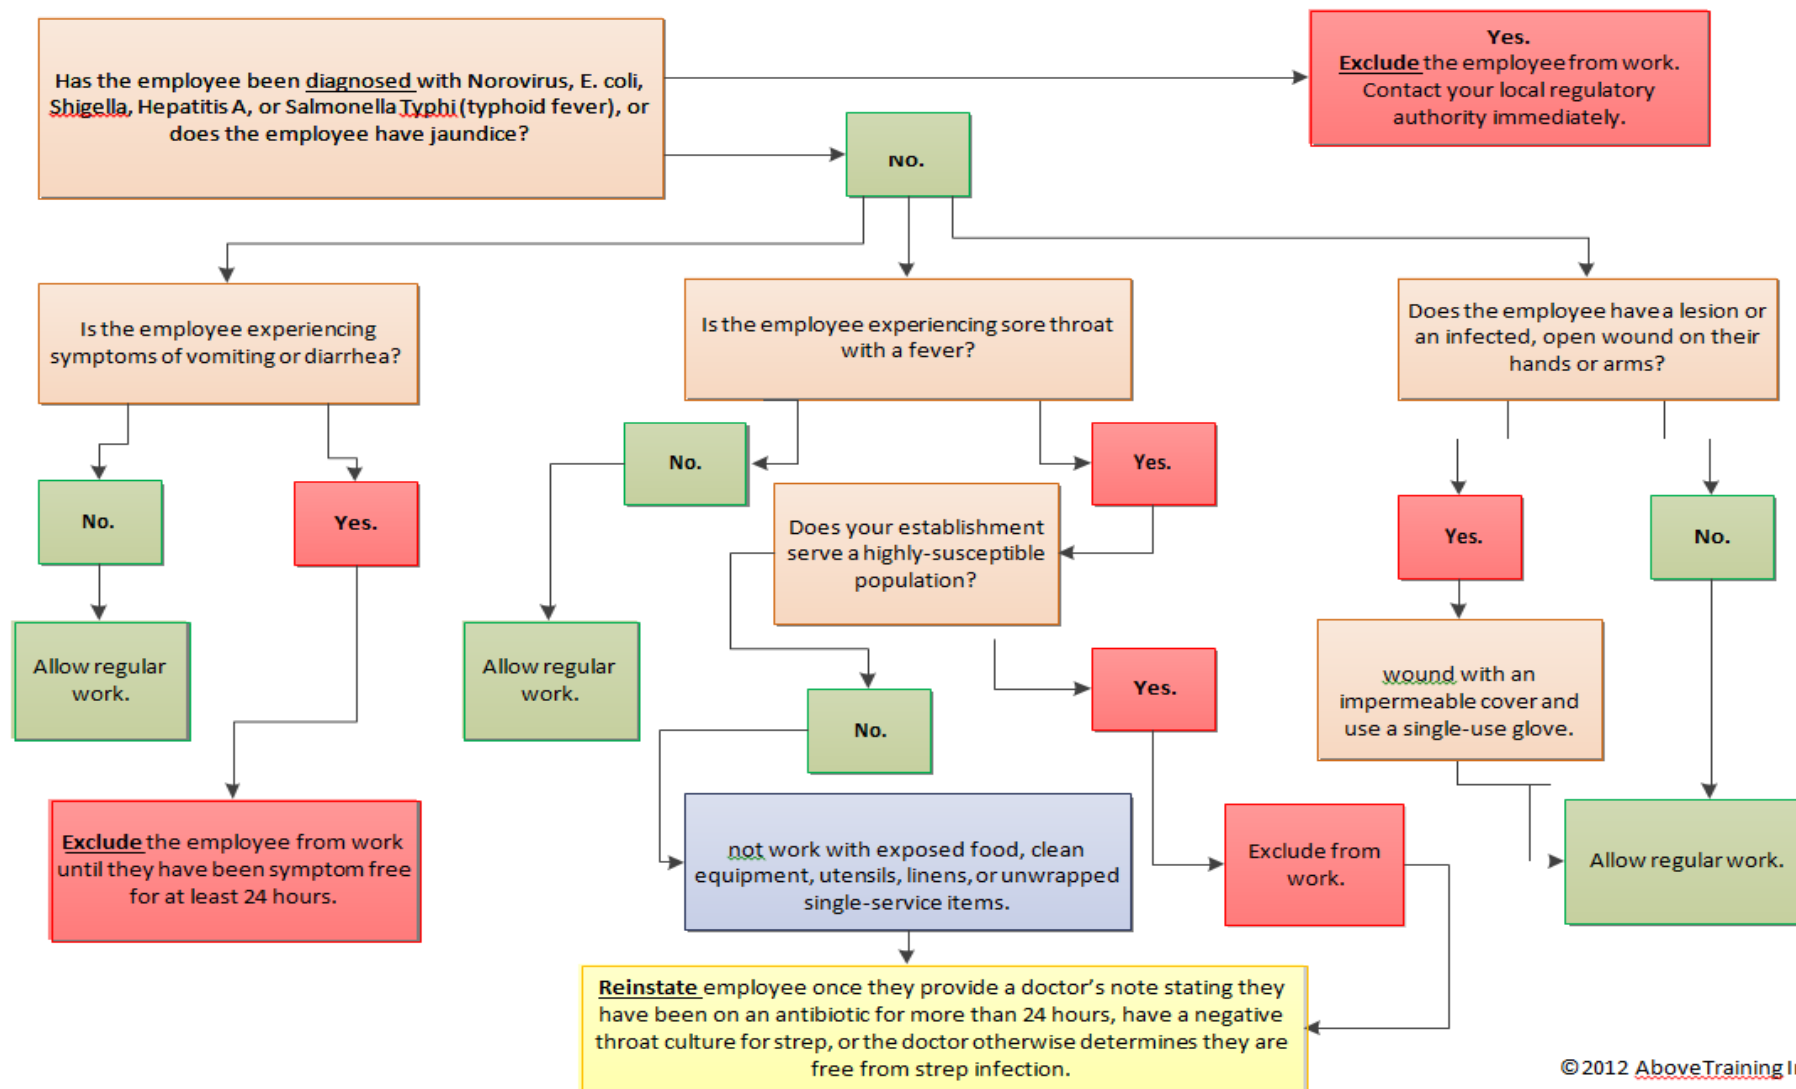 Has the employee been diagnosed with Norovirus, E. coli,
Shigella, Hepatitis A, or Salmonella Typhi (typhoid fever), or
does the employee have jaundice?
Yes.
Exclude the employee from work.
Contact your local regulatory
authority immediately.
No.
Is the employee experiencing
symptoms of vomiting or diarrhea?
Is the employee experiencing sore throat
with a fever?
Does the employee have a lesion or
an infected, open wound on their
hands or arms?
No.
Yes.
No.
Yes.
Yes.
No.
Does your establishment
serve a highly-susceptible
population?
Allow regular
work.
Allow regular
work.
No.
Yes.
wound with an
impermeable cover and
use a single-use glove.
Exclude the employee from work
until they have been symptom free
for at least 24 hours.
not work with exposed food, clean
equipment, utensils, linens, or unwrapped
single-service items.
Exclude from
work.
Allow regular work.
Reinstate employee once they provide a doctor's note stating they
have been on an antibiotic for more than 24 hours, have a negative
throat culture for strep, or the doctor otherwise determines they are
free from strep infection.
©2012 AboveTraining